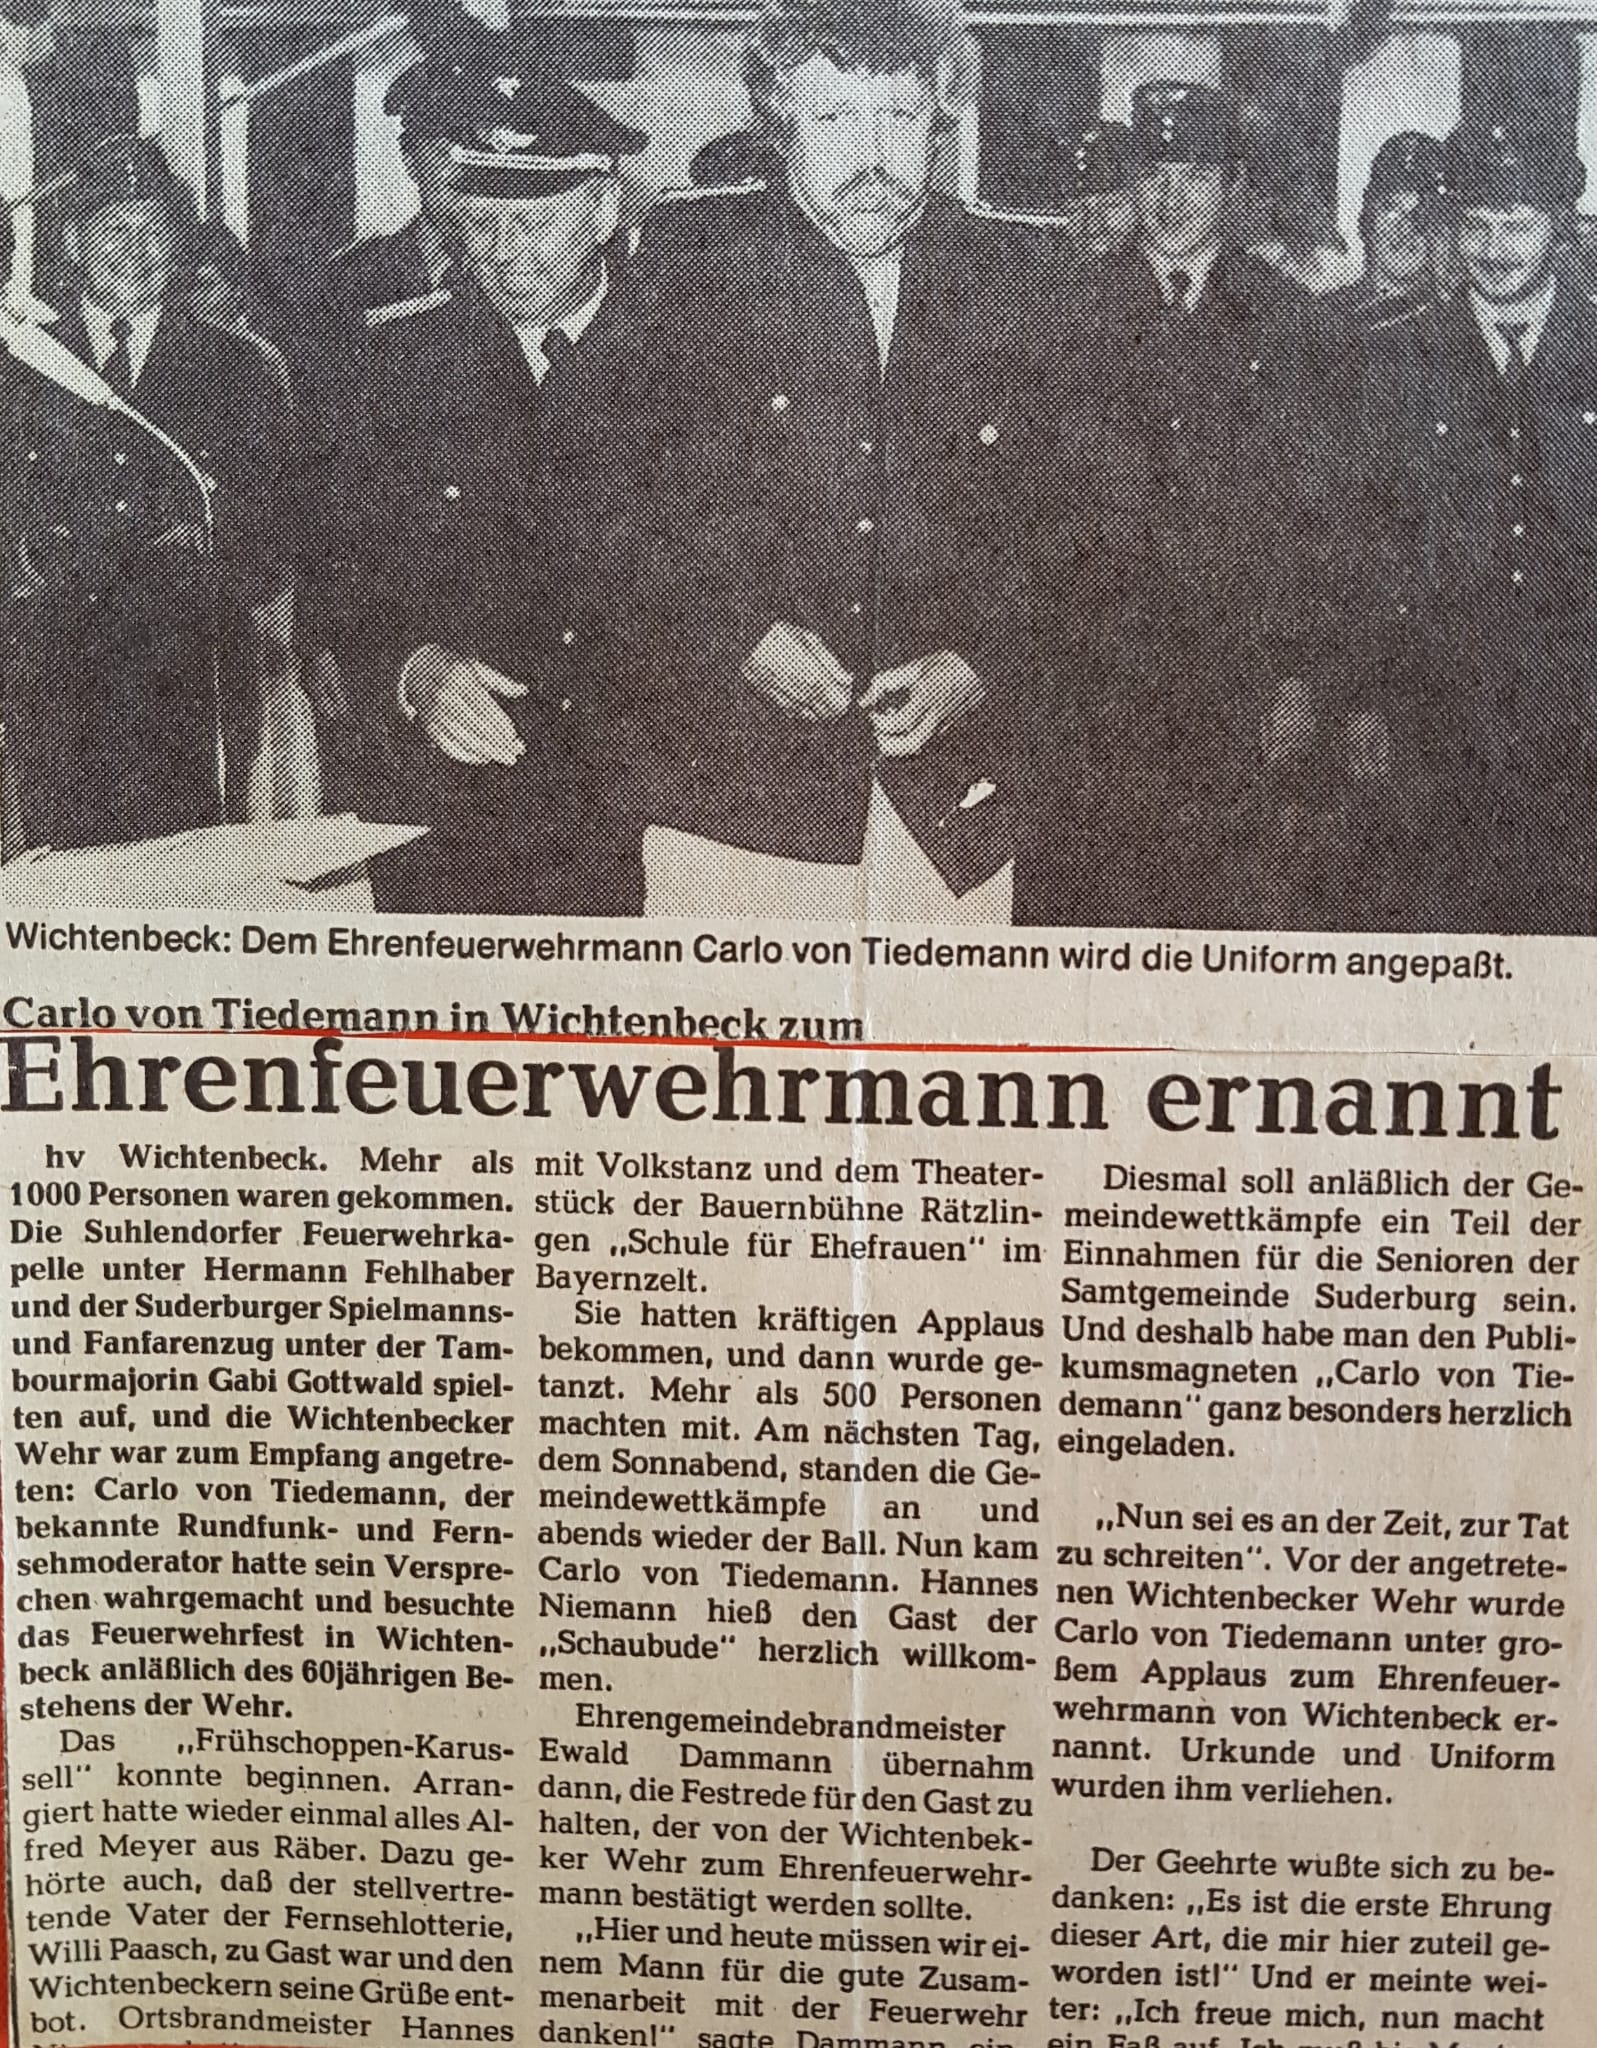 Wichtenbeck: Dem Ehrenfeuerwehrmann Carlo von Tiedemann wird die Uniform angepaßt.
Carlo von Tiedemann in Wichtenbeck zum
Ehrenfeuerwehrmann ernannt
hv Wichtenbeck. Mehr als
1000 Personen waren gekommen.
Die Suhlendorfer Feuerwehrka-
pelle unter Hermann Fehlhaber
und der Suderburger Spielmanns-
und Fanfarenzug unter der Tam-
bourmajorin Gabi Gottwald spiel-
ten auf, und die Wichtenbecker
Wehr war zum Empfang angetre-
ten: Carlo von Tiedemann, der
bekannte Rundfunk- und Fern-
sehmoderator hatte sein Verspre-
chen wahrgemacht und besuchte
das Feuerwehrfest in Wichten-
beck anläßlich des 60jährigen Be-
stehens der Wehr.
Das „Frühschoppen-Karus-
sell“ konnte beginnen. Arran-
giert hatte wieder einmal alles Al-
fred Meyer aus Räber. Dazu ge-
hörte auch, daß der stellvertre-
tende Vater der Fernsehlotterie,
Willi Paasch, zu Gast war und den
Wichtenbeckern seine Grüße ent-
bot. Ortsbrandmeister Hannes
mit Volkstanz und dem Theater-
stück der Bauernbühne Rätzlin-
gen „Schule für Ehefrauen“ im
Bayernzelt.
Sie hatten kräftigen Applaus
bekommen, und dann wurde ge-
tanzt. Mehr als 500 Personen
machten mit. Am nächsten Tag,
dem Sonnabend, standen die Ge-
meindewettkämpfe an und
abends wieder der Ball. Nun kam
Carlo von Tiedemann. Hannes
Niemann hieß den Gast der
„Schaubude“ herzlich willkom-
men.
Ehrengemeindebrandmeister
Ewald Dammann übernahm
dann, die Festrede für den Gast zu
halten, der von der Wichtenbek-
ker Wehr zum Ehrenfeuerwehr-
mann bestätigt werden sollte.
„Hier und heute müssen wir ei-
nem Mann für die gute Zusam-
menarbeit mit der Feuerwehr
danken!“ sagte Dammann ein
Diesmal soll anläßlich der Ge-
meindewettkämpfe ein Teil der
Einnahmen für die Senioren der
Samtgemeinde Suderburg sein.
Und deshalb habe man den Publi-
kumsmagneten „Carlo von Tie-
demann“ ganz besonders herzlich
eingeladen.
„Nun sei es an der Zeit, zur Tat
zu schreiten“. Vor der angetrete-
nen Wichtenbecker Wehr wurde
Carlo von Tiedemann unter gro-
ßem Applaus zum Ehrenfeuer-
wehrmann von Wichtenbeck er-
nannt. Urkunde und Uniform
wurden ihm verliehen.
Der Geehrte wußte sich zu be-
danken: „Es ist die erste Ehrung
dieser Art, die mir hier zuteil ge-
worden ist!“ Und er meinte wei-
ter: „Ich freue mich, nun macht
ein Faß auf. Ich muß